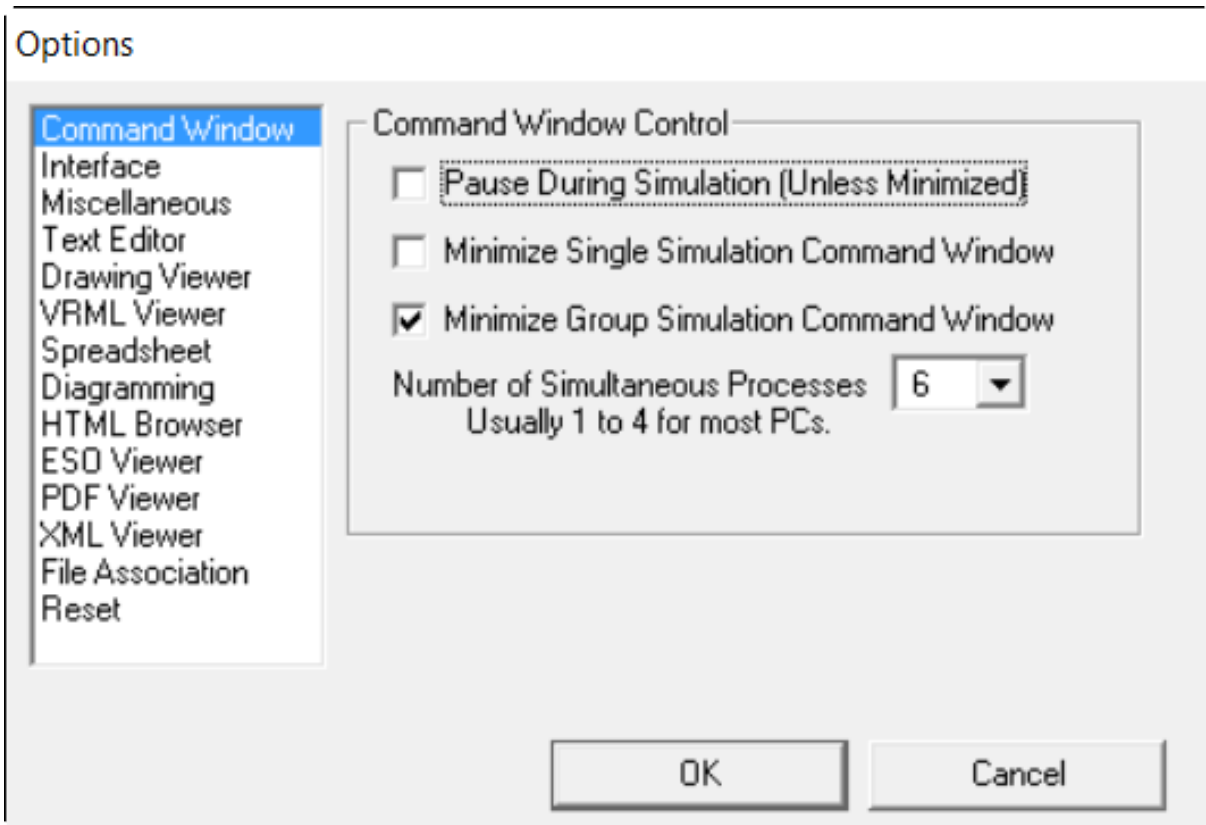 Options
Command Window
Interface
Miscellaneous
Text Editor
Drawing Viewer
VRML Viewer
Spreadsheet
Diagramming
HTML Browser
ESO Viewer
PDF Viewer
XML Viewer
File Association
Reset
Command Window Control
Pause During Simulation (Unless Minimized)
Minimize Single Simulation Command Window
Minimize Group Simulation Command Window
Number of Simultaneous Processes 6
Usually 1 to 4 for most PCs.
OK Cancel